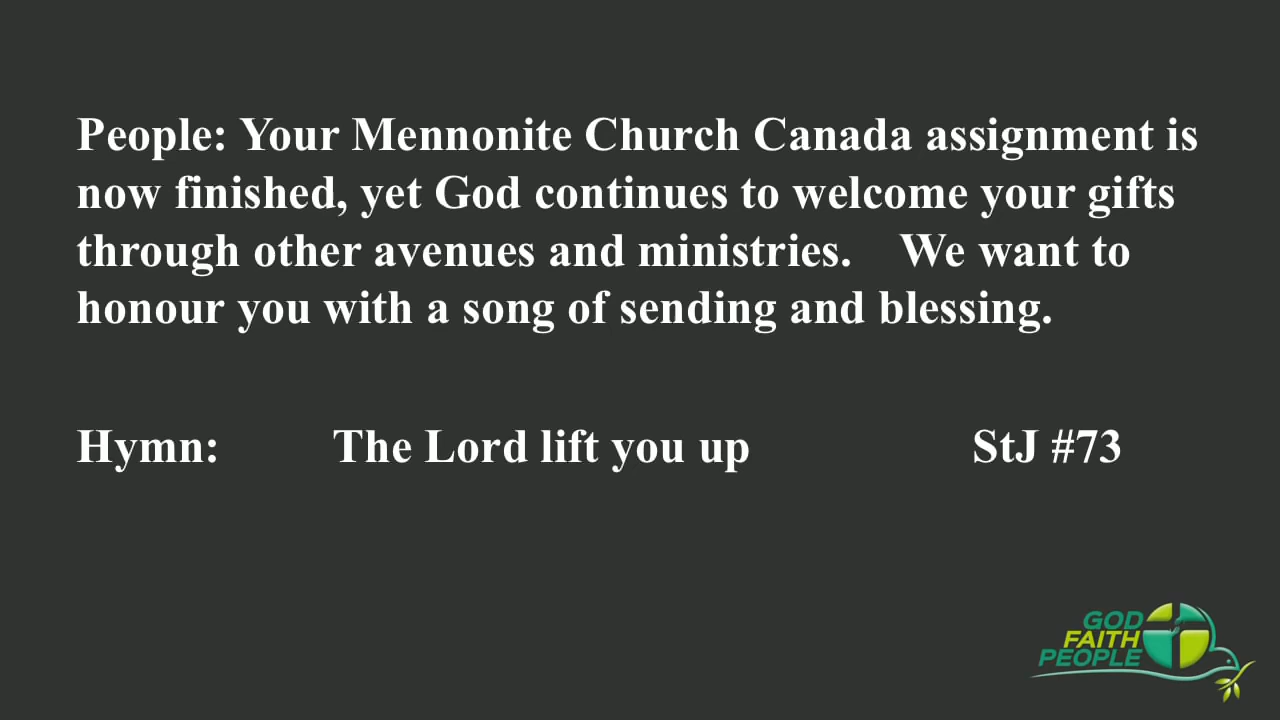 People: Your Mennonite Church Canada assignment is
now finished, yet God continues to welcome your gifts
through other avenues and ministries.    We want to
honour you with a song of sending and blessing.
Hymn: The Lord lift you up StJ #73
GOD
FAITH
PEOPLE